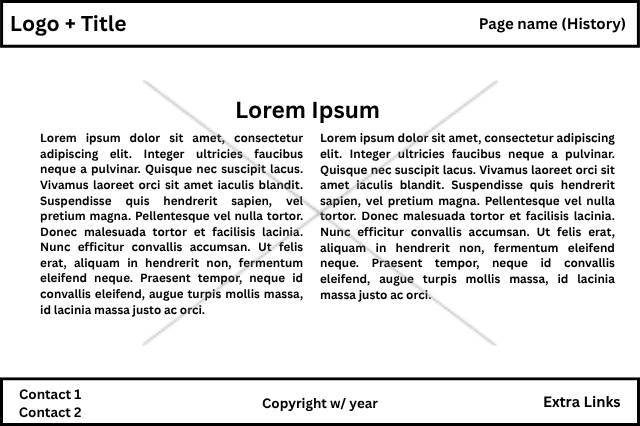 Logo + Title
Page name (History)
Lorem Ipsum
Lorem ipsum dolor sit amet, consectetur
adipiscing elit. Integer ultricies faucibus
neque a pulvinar. Quisque nec suscipit lacus.
Vivamus laoreet orci sit amet iaculis blandit.
Suspendisse quis hendrerit sapien, vel
pretium magna. Pellentesque vel nulla tortor.
Donec malesuada tortor et facilisis lacinia.
Nunc efficitur convallis accumsan. Ut felis
erat, aliquam in hendrerit non, fermentum
eleifend neque. Praesent tempor, neque id
convallis eleifend, augue turpis mollis massa,
id lacinia massa justo ac orci.
Lorem ipsum dolor sit amet, consectetur adipiscing
elit. Integer ultricies faucibus neque a pulvinar.
Quisque nec suscipit lacus. Vivamus laoreet orci sit
amet iaculis blandit. Suspendisse quis hendrerit
sapien, vel pretium magna. Pellentesque vel nulla
tortor. Donec malesuada tortor et facilisis lacinia.
Nunc efficitur convallis accumsan. Ut felis erat,
aliquam in hendrerit non, fermentum eleifend
neque. Praesent tempor, neque id convallis
eleifend, augue turpis mollis massa, id lacinia
massa justo ac orci.
Contact 1
Contact 2
Copyright w/ year
Extra Links